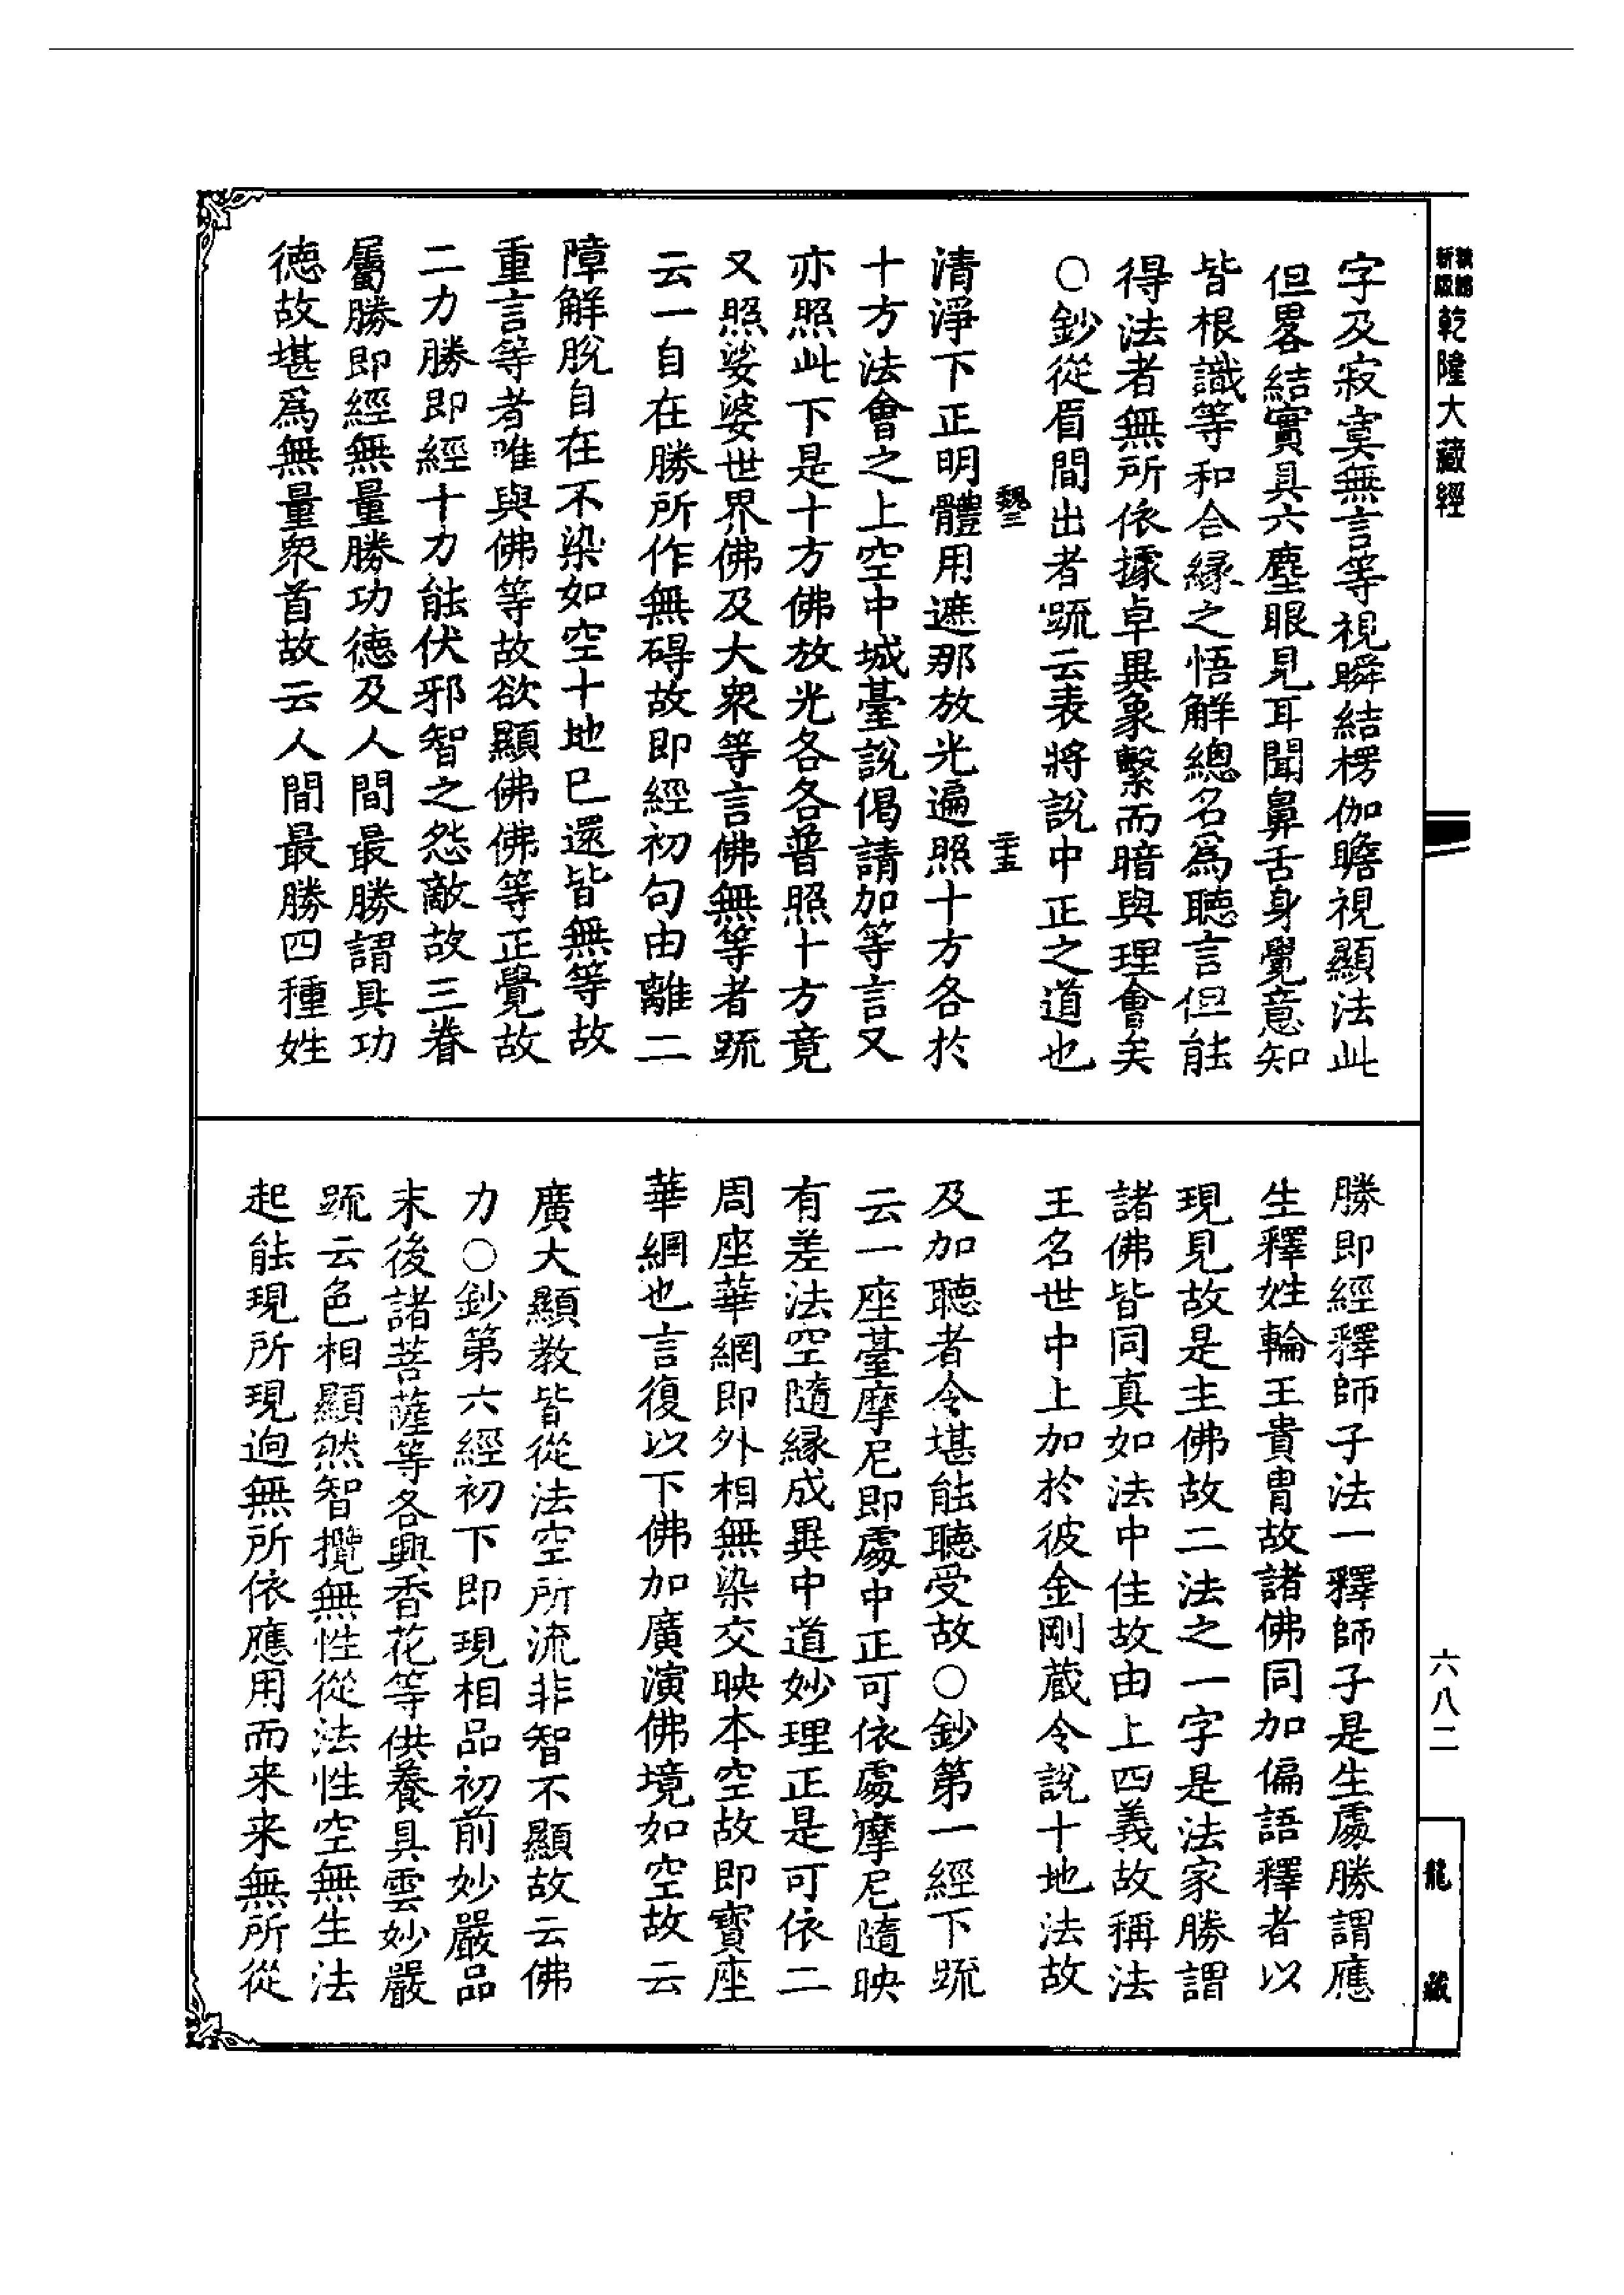 新版
乾隆大藏經
字及寂寞無言等視瞬結楞伽瞻視顯法此
但畧結實具六塵眼見耳聞鼻舌身覺意知
皆根識等和合縁之悟解總名爲聽言但能
得法者無所依據卓異象繫而暗與理會矣
○鈔從眉間出者䟽云表將說中正之道也
魏三
二十五
清淨下正明體用遮那放光遍照十方各於
十方法會之上空中城臺說偈請加等言又
亦照此下是十方佛放光各各普照十方竟
又照娑婆世界佛及大衆等言佛無等者䟽
云一自在勝所作無碍故即經初句由離二
障解脫自在不染如空十地已還皆無等故
重言等者唯與佛等故欲顯佛等正覺故
二力勝即經十力能伏邪智之怨敵故三眷
屬勝即經無量勝功德及人間最勝謂具功
德故堪爲無量衆首故云人間最勝四種姓
勝即經釋師子法一釋師子是生處勝謂應
生釋姓輪王貴胄故諸佛同加偏語釋者以
現見故是主佛故二法之一字是法家勝謂
諸佛皆同真如法中住故由上四義故稱法
王名世中上加於彼金剛蔵令說十地法故
及加聽者令堪能聽受故○鈔第一經下䟽
云一座臺摩尼即處中正可依處摩尼隨映
有差法空隨縁成異中道妙理正是可依二
周座華網即外相無染交映本空故即寶座
華網也言復以下佛加廣演佛境如空故云
廣大顯教皆從法空所流非智不顯故云佛
力○鈔第六經初下即現相品初前妙嚴品
末後諸菩薩等各興香花等供養具雲妙嚴
䟽云色相顯然智攬無性從法性空無生法
起能現所現逈無所依應用而来来無所從
六八二
龍藏